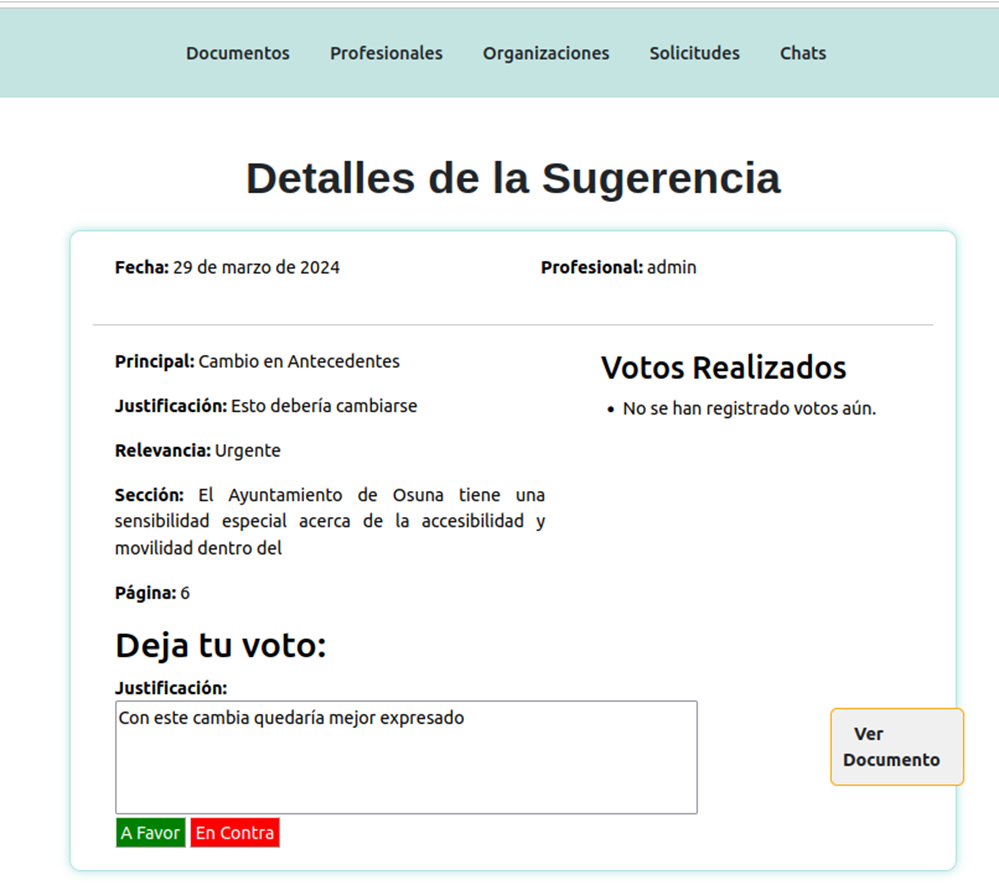 Documentos Profesionales Organizaciones Solicitudes Chats
Detalles de la Sugerencia
Fecha: 29 de marzo de 2024
Profesional: admin
Principal: Cambio en Antecedentes
Justificación: Esto debería cambiarse
Relevancia: Urgente
Sección: El Ayuntamiento de Osuna tiene una
sensibilidad especial acerca de la accesibilidad y
movilidad dentro del
Página: 6
Votos Realizados
• No se han registrado votos aún.
Deja tu voto:
Justificación:
Con este cambia quedaría mejor expresado
A Favor En Contra
Ver
Documento